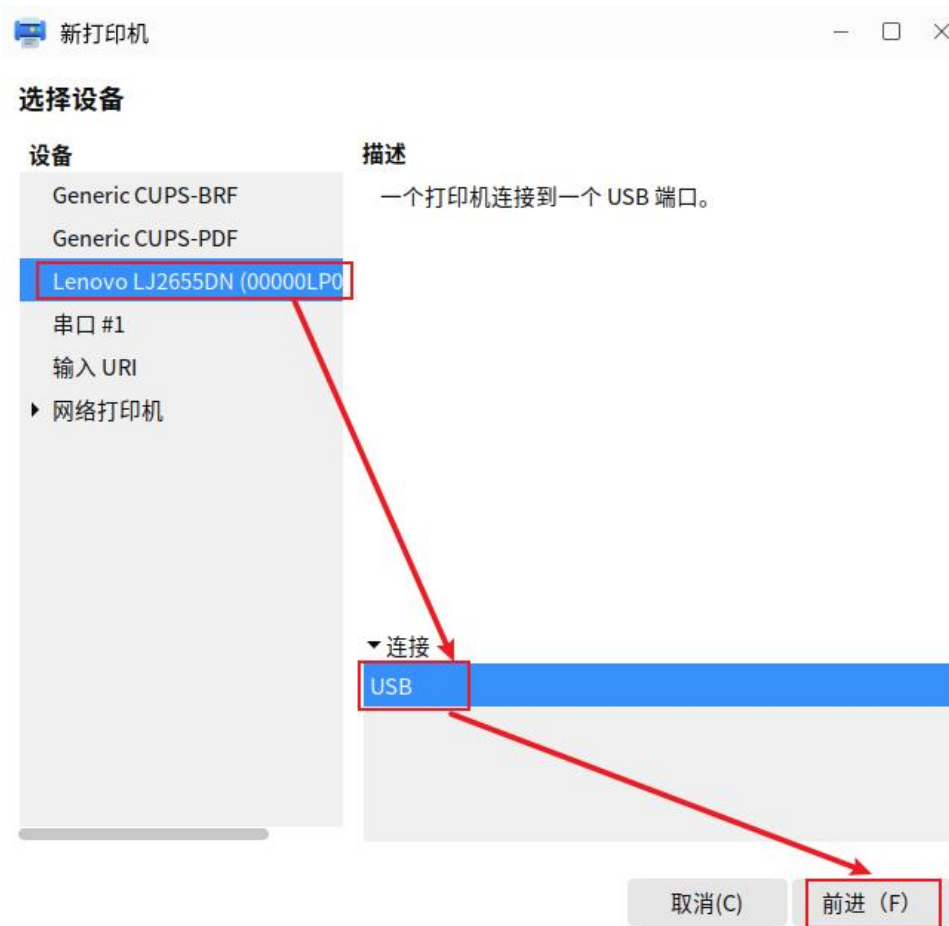 新打印机
选择设备
设备
Generic CUPS-BRF
Generic CUPS-PDF
Lenovo LJ2655DN (00000LP0
串口 #1
输入 URI
网络打印机
描述
一个打印机连接到一个 USB 端口。
连接
USB
取消(C)
前进（F）